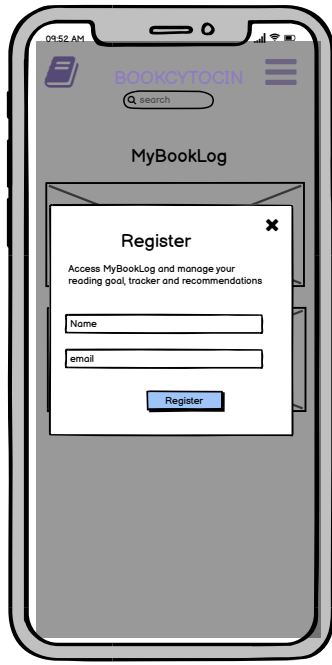 09:52 AM
BOOKCYTOCIN
search
MyBookLog
Register
Access MyBookLog and manage your
reading goal, tracker and recommendations
Name
email
Register